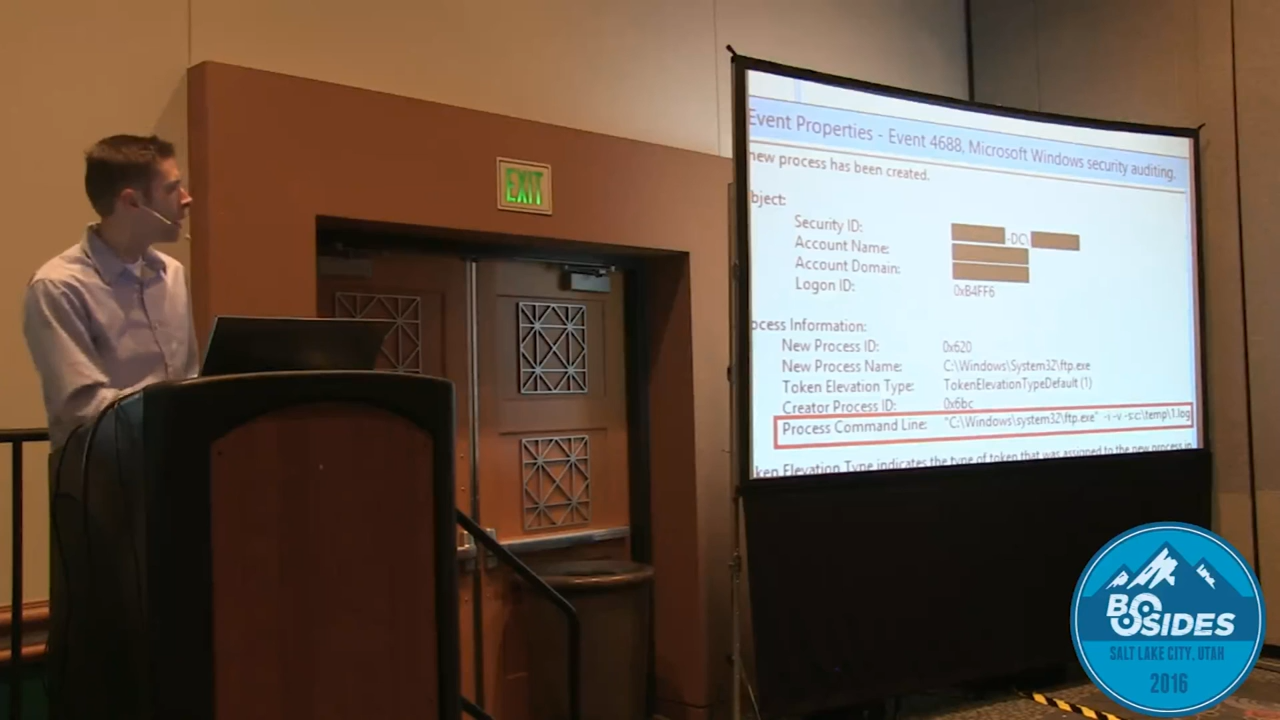 EXIT
Event Properties - Event 4688, Microsoft Windows security auditing.
new process has been created.
bject:
Security ID: -DC\
Account Name:
Account Domain:
Logon ID: 0xB4FF6
ocess Information:
New Process ID: 0x620
New Process Name: C:\Windows\System32\ftp.exe
Token Elevation Type: TokenElevationTypeDefault (1)
Creator Process ID: 0x6bc
Process Command Line: "C:\Windows\system32\ftp.exe" -i -v -s:c:\temp\1.log
ken Elevation Type indicates the type of token that was assigned to the new process in
BSIDES
SALT LAKE CITY, UTAH
2016